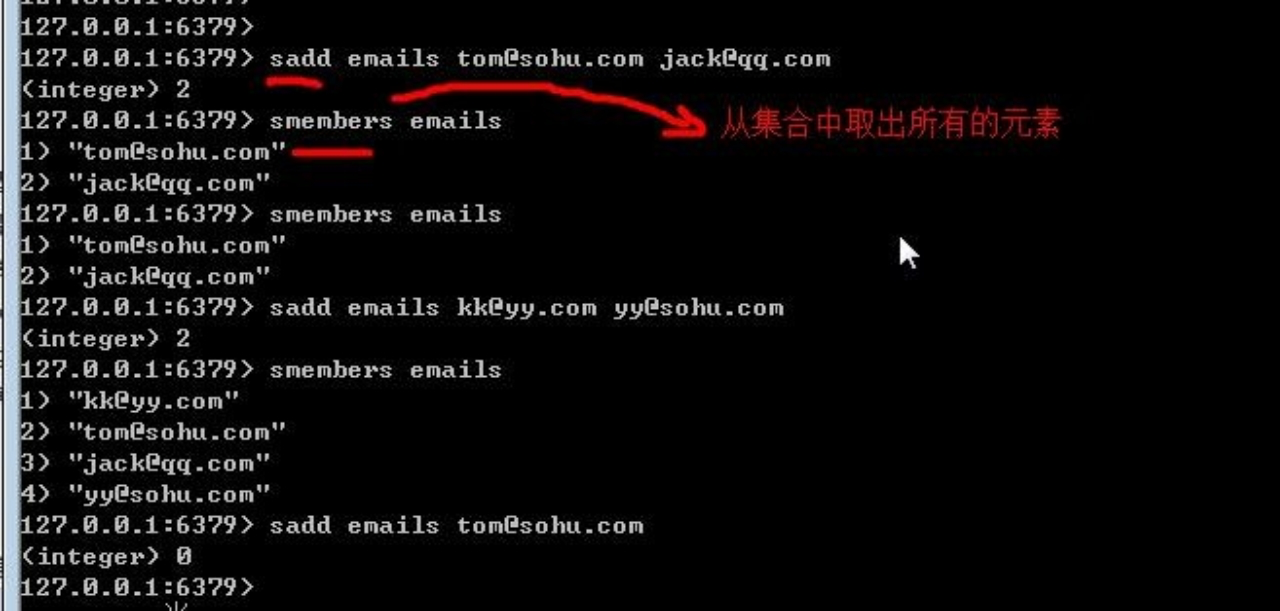 127.0.0.1:6379>
127.0.0.1:6379> sadd emails tom@sohu.com jack@qq.com
(integer) 2
127.0.0.1:6379> smembers emails
从集合中取出所有的元素
1) "tom@sohu.com"
2) "jack@qq.com"
127.0.0.1:6379> smembers emails
1) "tom@sohu.com"
2) "jack@qq.com"
127.0.0.1:6379> sadd emails kk@yy.com yy@sohu.com
(integer) 2
127.0.0.1:6379> smembers emails
1) "kk@yy.com"
2) "tom@sohu.com"
3) "jack@qq.com"
4) "yy@sohu.com"
127.0.0.1:6379> sadd emails tom@sohu.com
(integer) 0
127.0.0.1:6379>